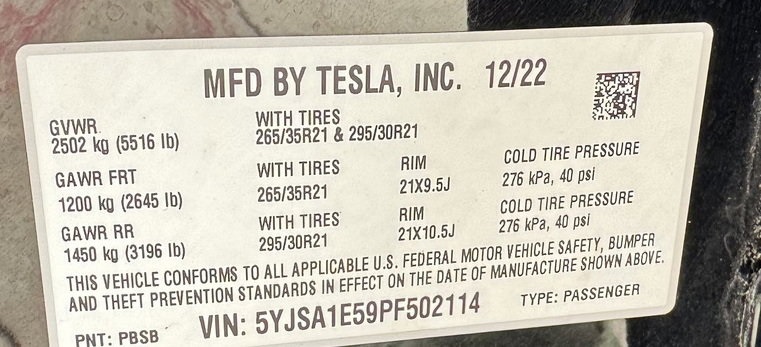 MFD BY TESLA, INC. 12/22
GVWR
2502 kg (5516 lb)
WITH TIRES
265/35R21 & 295/30R21
GAWR FRT
1200 kg (2645 lb)
WITH TIRES
265/35R21
RIM
21X9.5J
COLD TIRE PRESSURE
276 kPa, 40 psi
GAWR RR
1450 kg (3196 lb)
WITH TIRES
295/30R21
RIM
21X10.5J
COLD TIRE PRESSURE
276 kPa, 40 psi
THIS VEHICLE CONFORMS TO ALL APPLICABLE U.S. FEDERAL MOTOR VEHICLE SAFETY, BUMPER
AND THEFT PREVENTION STANDARDS IN EFFECT ON THE DATE OF MANUFACTURE SHOWN ABOVE.
PNT: PBSB
VIN: 5YJSA1E59PF502114
TYPE: PASSENGER